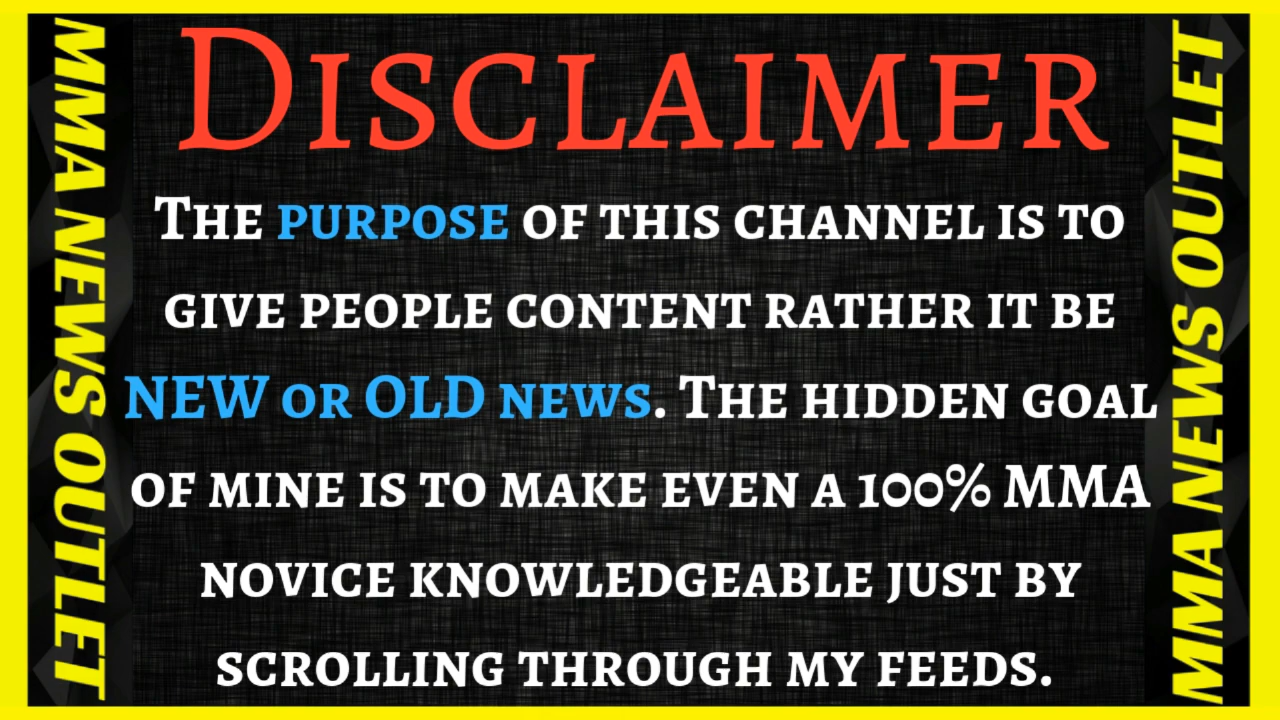 Disclaimer
The purpose of this channel is to
give people content rather it be
NEW or OLD news. The hidden goal
of mine is to make even a 100% MMA
novice knowledgeable just by
scrolling through my feeds.
MMA NEWS OUTLET
MMA NEWS OUTLET